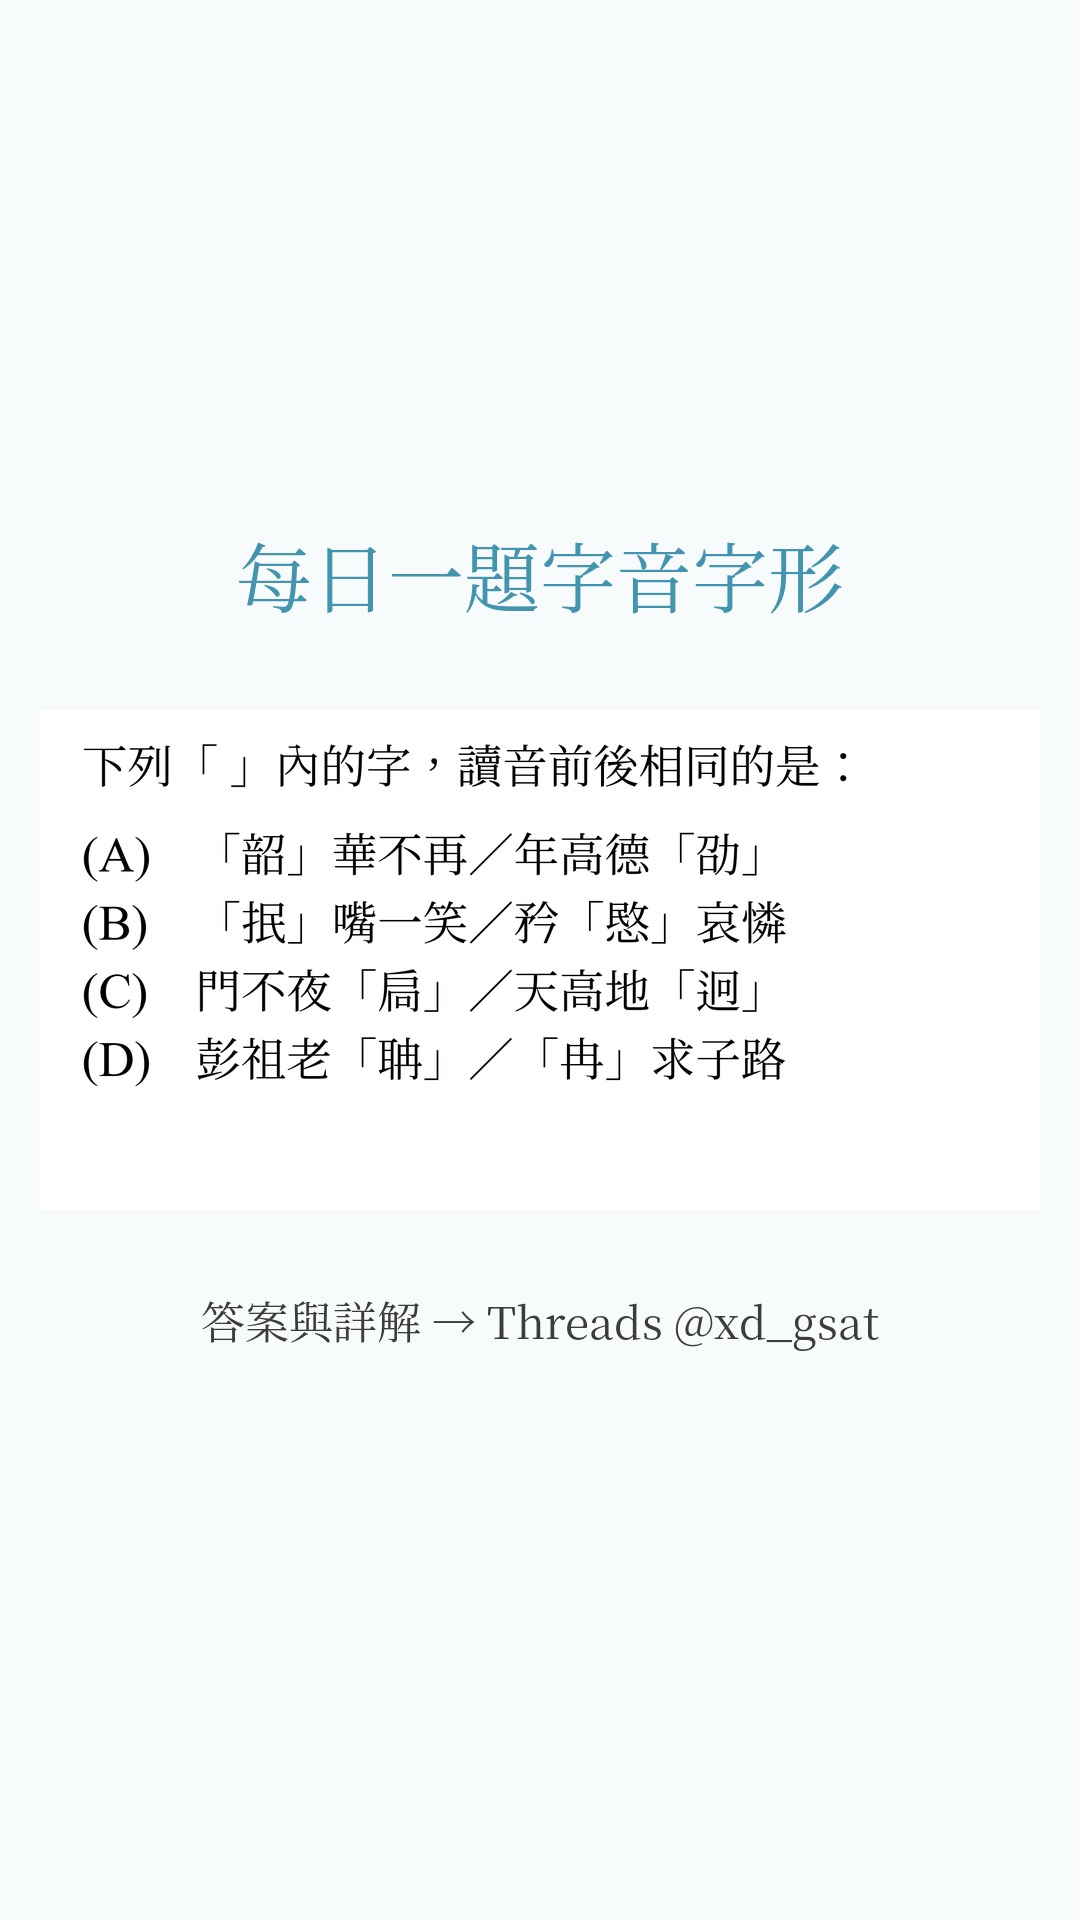 每日一題字音字形
下列「 」內的字，讀音前後相同的是：
(A) 「韶」華不再／年高德「劭」
(B) 「抿」嘴一笑／矜「愍」哀憐
(C) 門不夜「扃」／天高地「迥」
(D) 彭祖老「聃」／「冉」求子路
答案與詳解 → Threads @xd_gsat